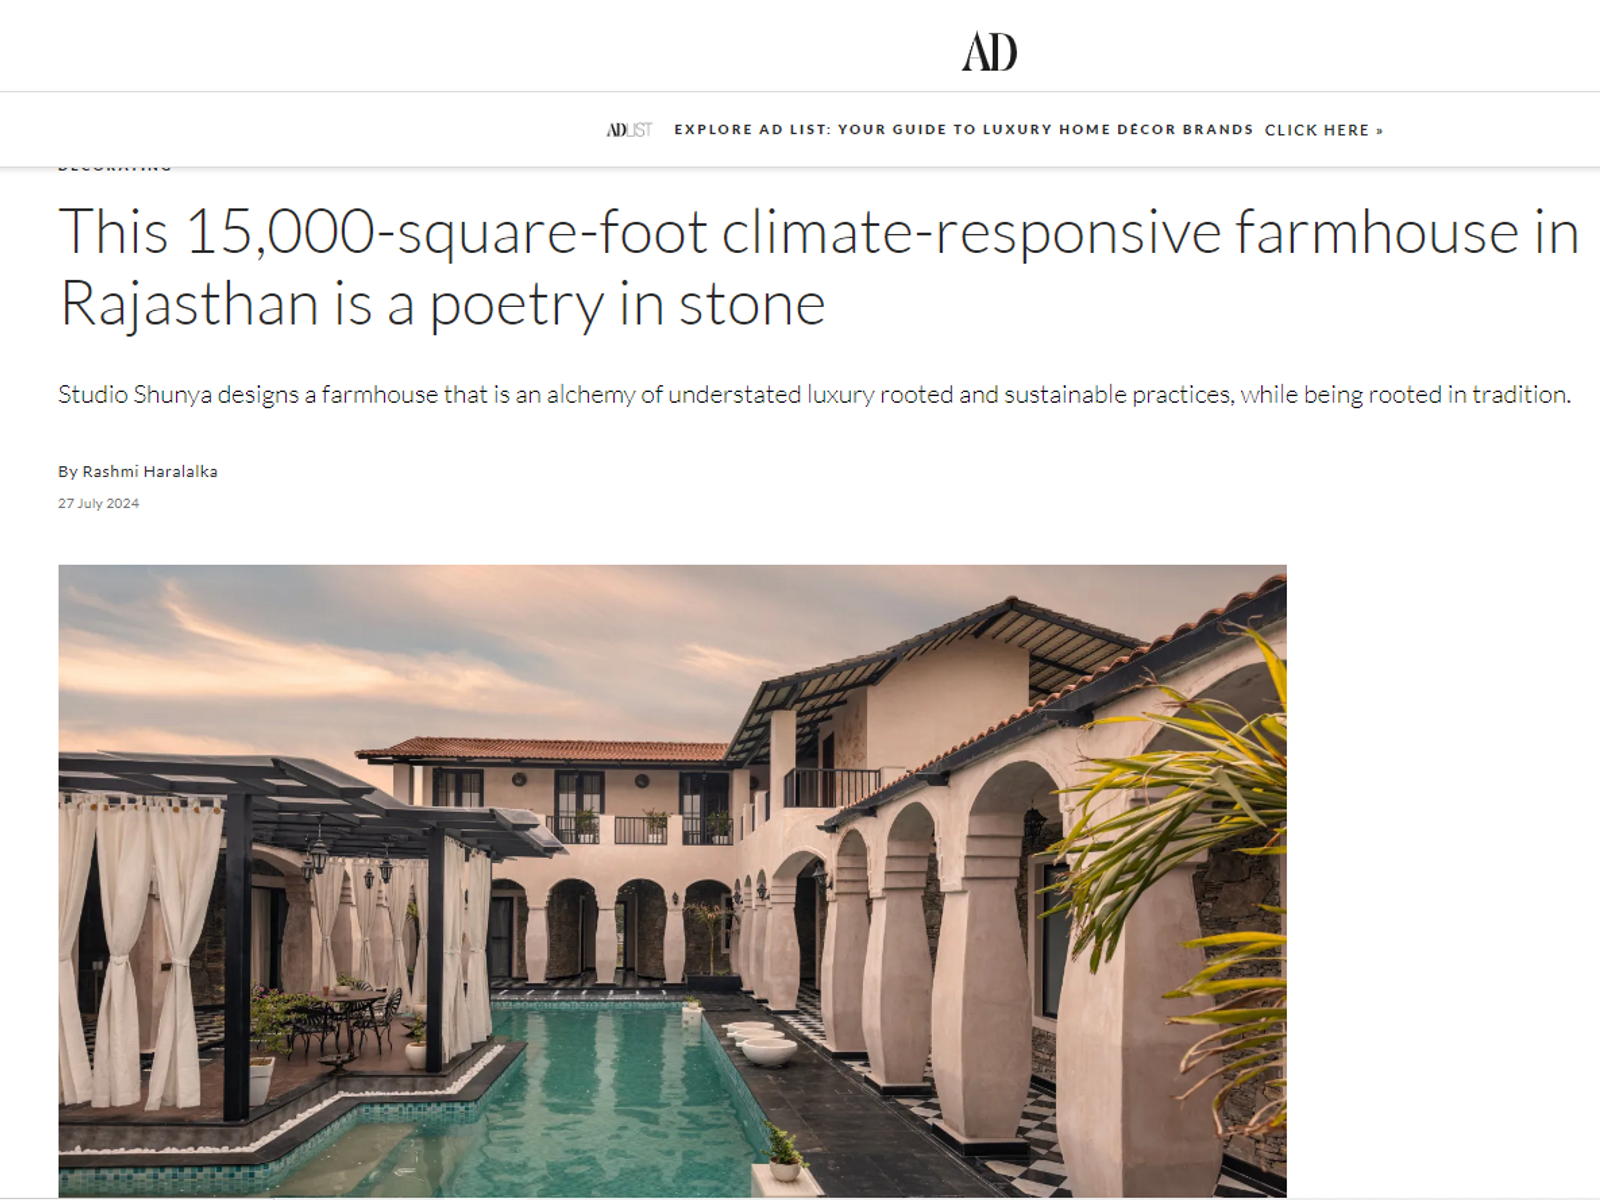 AD
ADLIST EXPLORE AD LIST: YOUR GUIDE TO LUXURY HOME DÉCOR BRANDS CLICK HERE »
DECORATING
This 15,000-square-foot climate-responsive farmhouse in
Rajasthan is a poetry in stone
Studio Shunya designs a farmhouse that is an alchemy of understated luxury rooted and sustainable practices, while being rooted in tradition.
By Rashmi Haralalka
27 July 2024